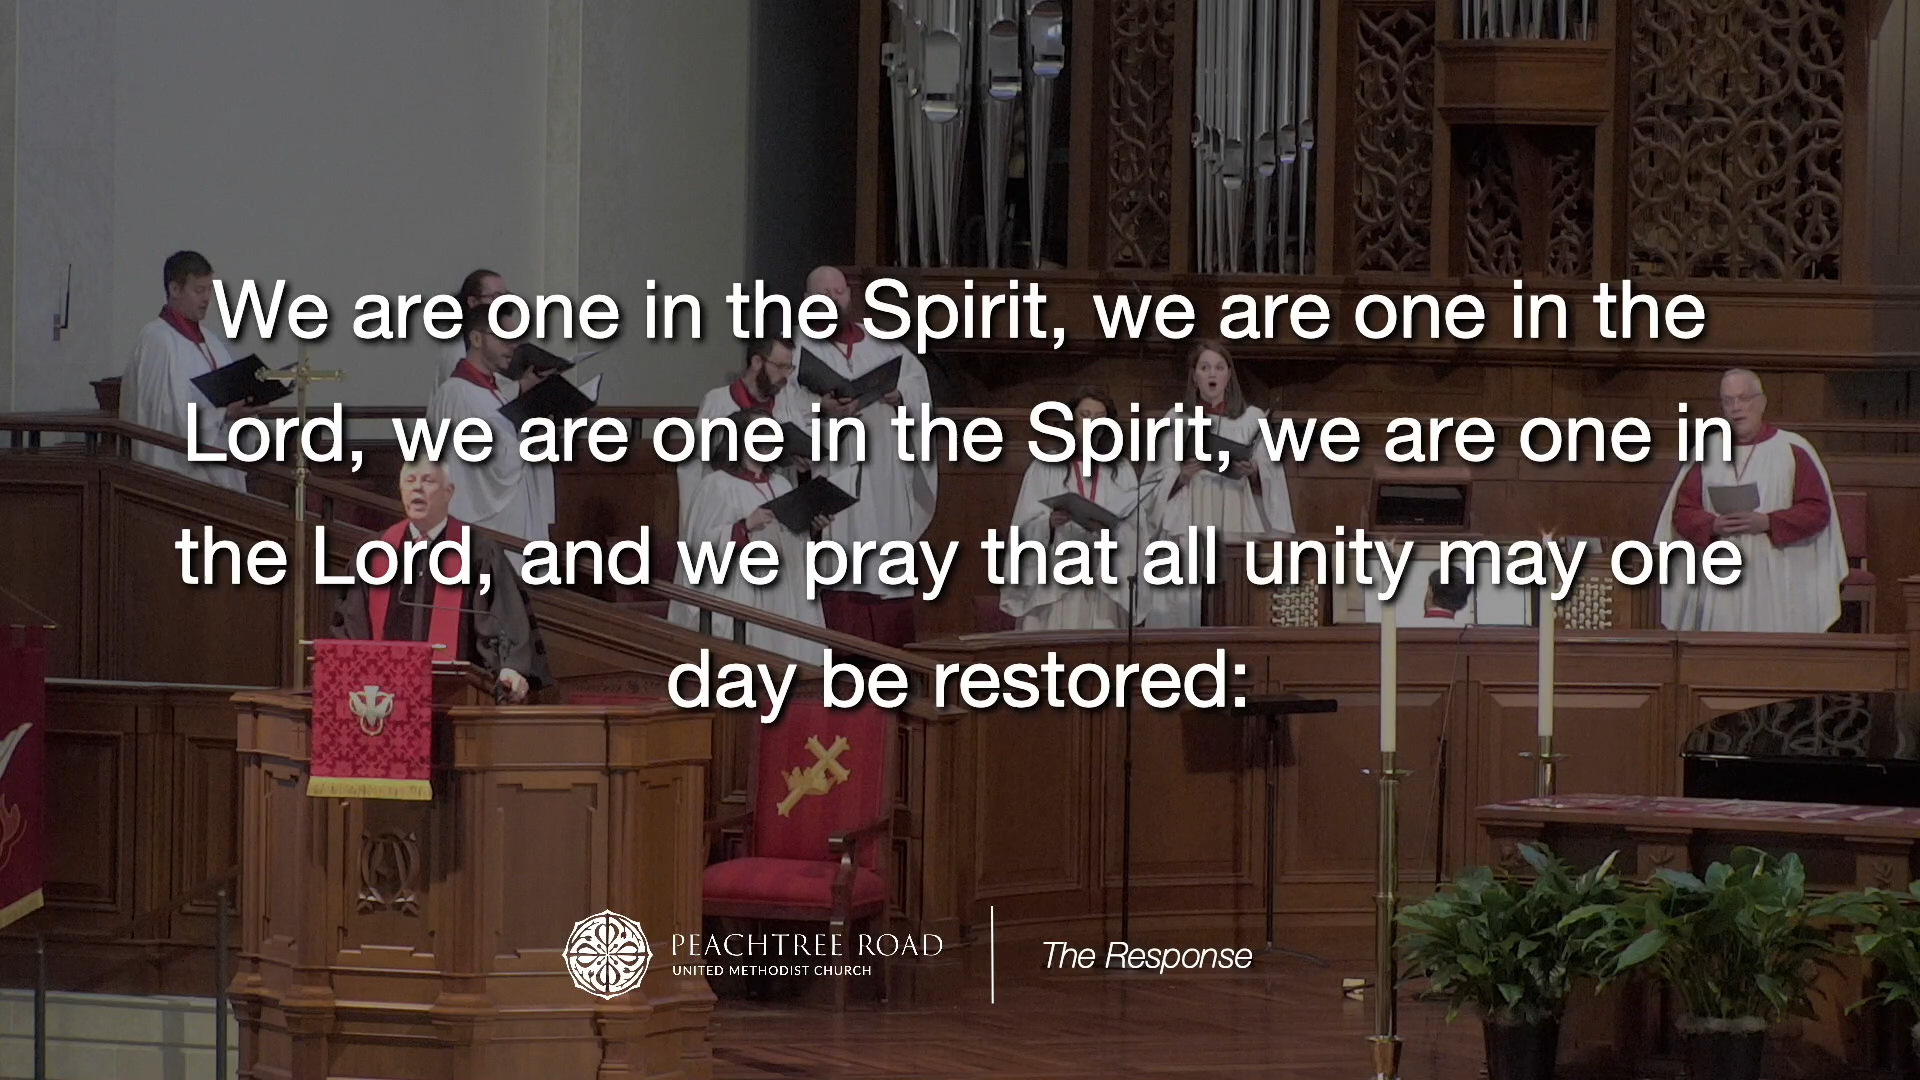 We are one in the Spirit, we are one in the
Lord, we are one in the Spirit, we are one in
the Lord, and we pray that all unity may one
day be restored:
PEACHTREE ROAD
UNITED METHODIST CHURCH
The Response